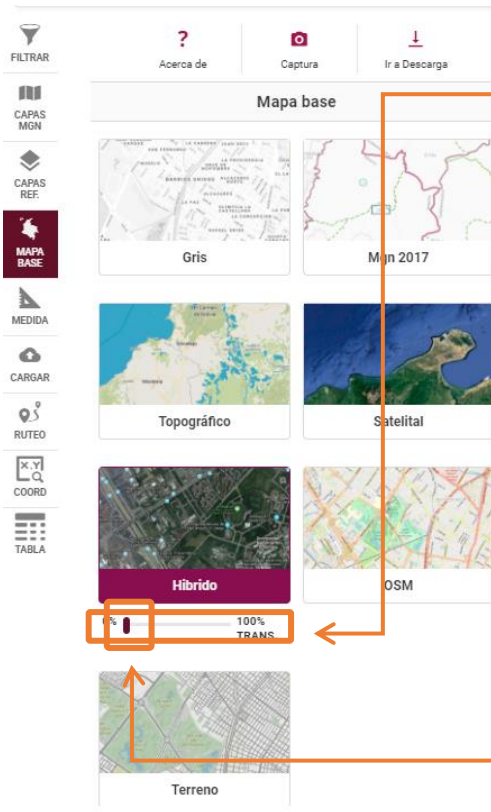 Acerca de
Captura
Ir a Descarga
FILTRAR
CAPAS
MGN
CAPAS
REF.
MAPA
BASE
MEDIDA
CARGAR
RUTEO
X.Y
COORD
TABLA
Mapa base
Gris
Mgn 2017
Topográfico
Satelital
Híbrido
OSM
0%
100%
TRANS
Terreno